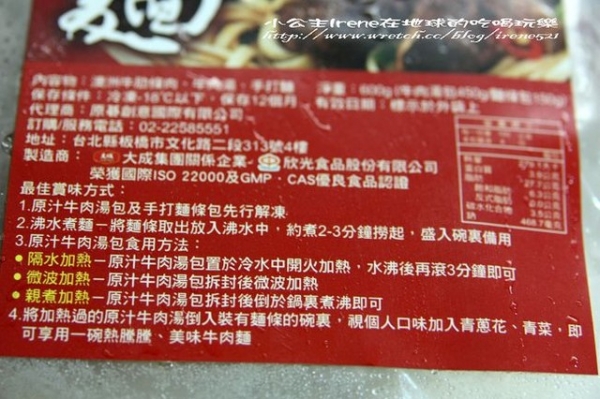 小公主Irene在地球的吃喝玩樂
http://www.wretch.cc/blog/irene521
麵
內容物：澳洲牛肋條肉、牛肉湯、手打麵 淨重：600g(牛肉湯包450g/麵條包150g)
保存條件：冷凍-18℃以下，保存12個月 有效日期：標示於外袋上
代理商：原碁創意國際有限公司
訂購/服務電話：02-22585551
地址：台北縣板橋市文化路二段313號4樓
製造商： 大成集團關係企業- 欣光食品股份有限公司
榮獲國際ISO 22000及GMP、CAS優良食品認證
最佳賞味方式：
1.原汁牛肉湯包及手打麵條包先行解凍
2.沸水煮麵－將麵條取出放入沸水中，約煮2-3分鐘撈起，盛入碗裏備用
3.原汁牛肉湯包食用方法：
●隔水加熱－原汁牛肉湯包置於冷水中開火加熱，水沸後再滾3分鐘即可
●微波加熱－原汁牛肉湯包拆封後微波加熱
●親煮加熱－原汁牛肉湯包拆封後倒於鍋裏煮沸即可
4.將加熱過的原汁牛肉湯倒入裝有麵條的碗裏，視個人口味加入青蔥花、青菜，即
可享用一碗熱騰騰、美味牛肉麵